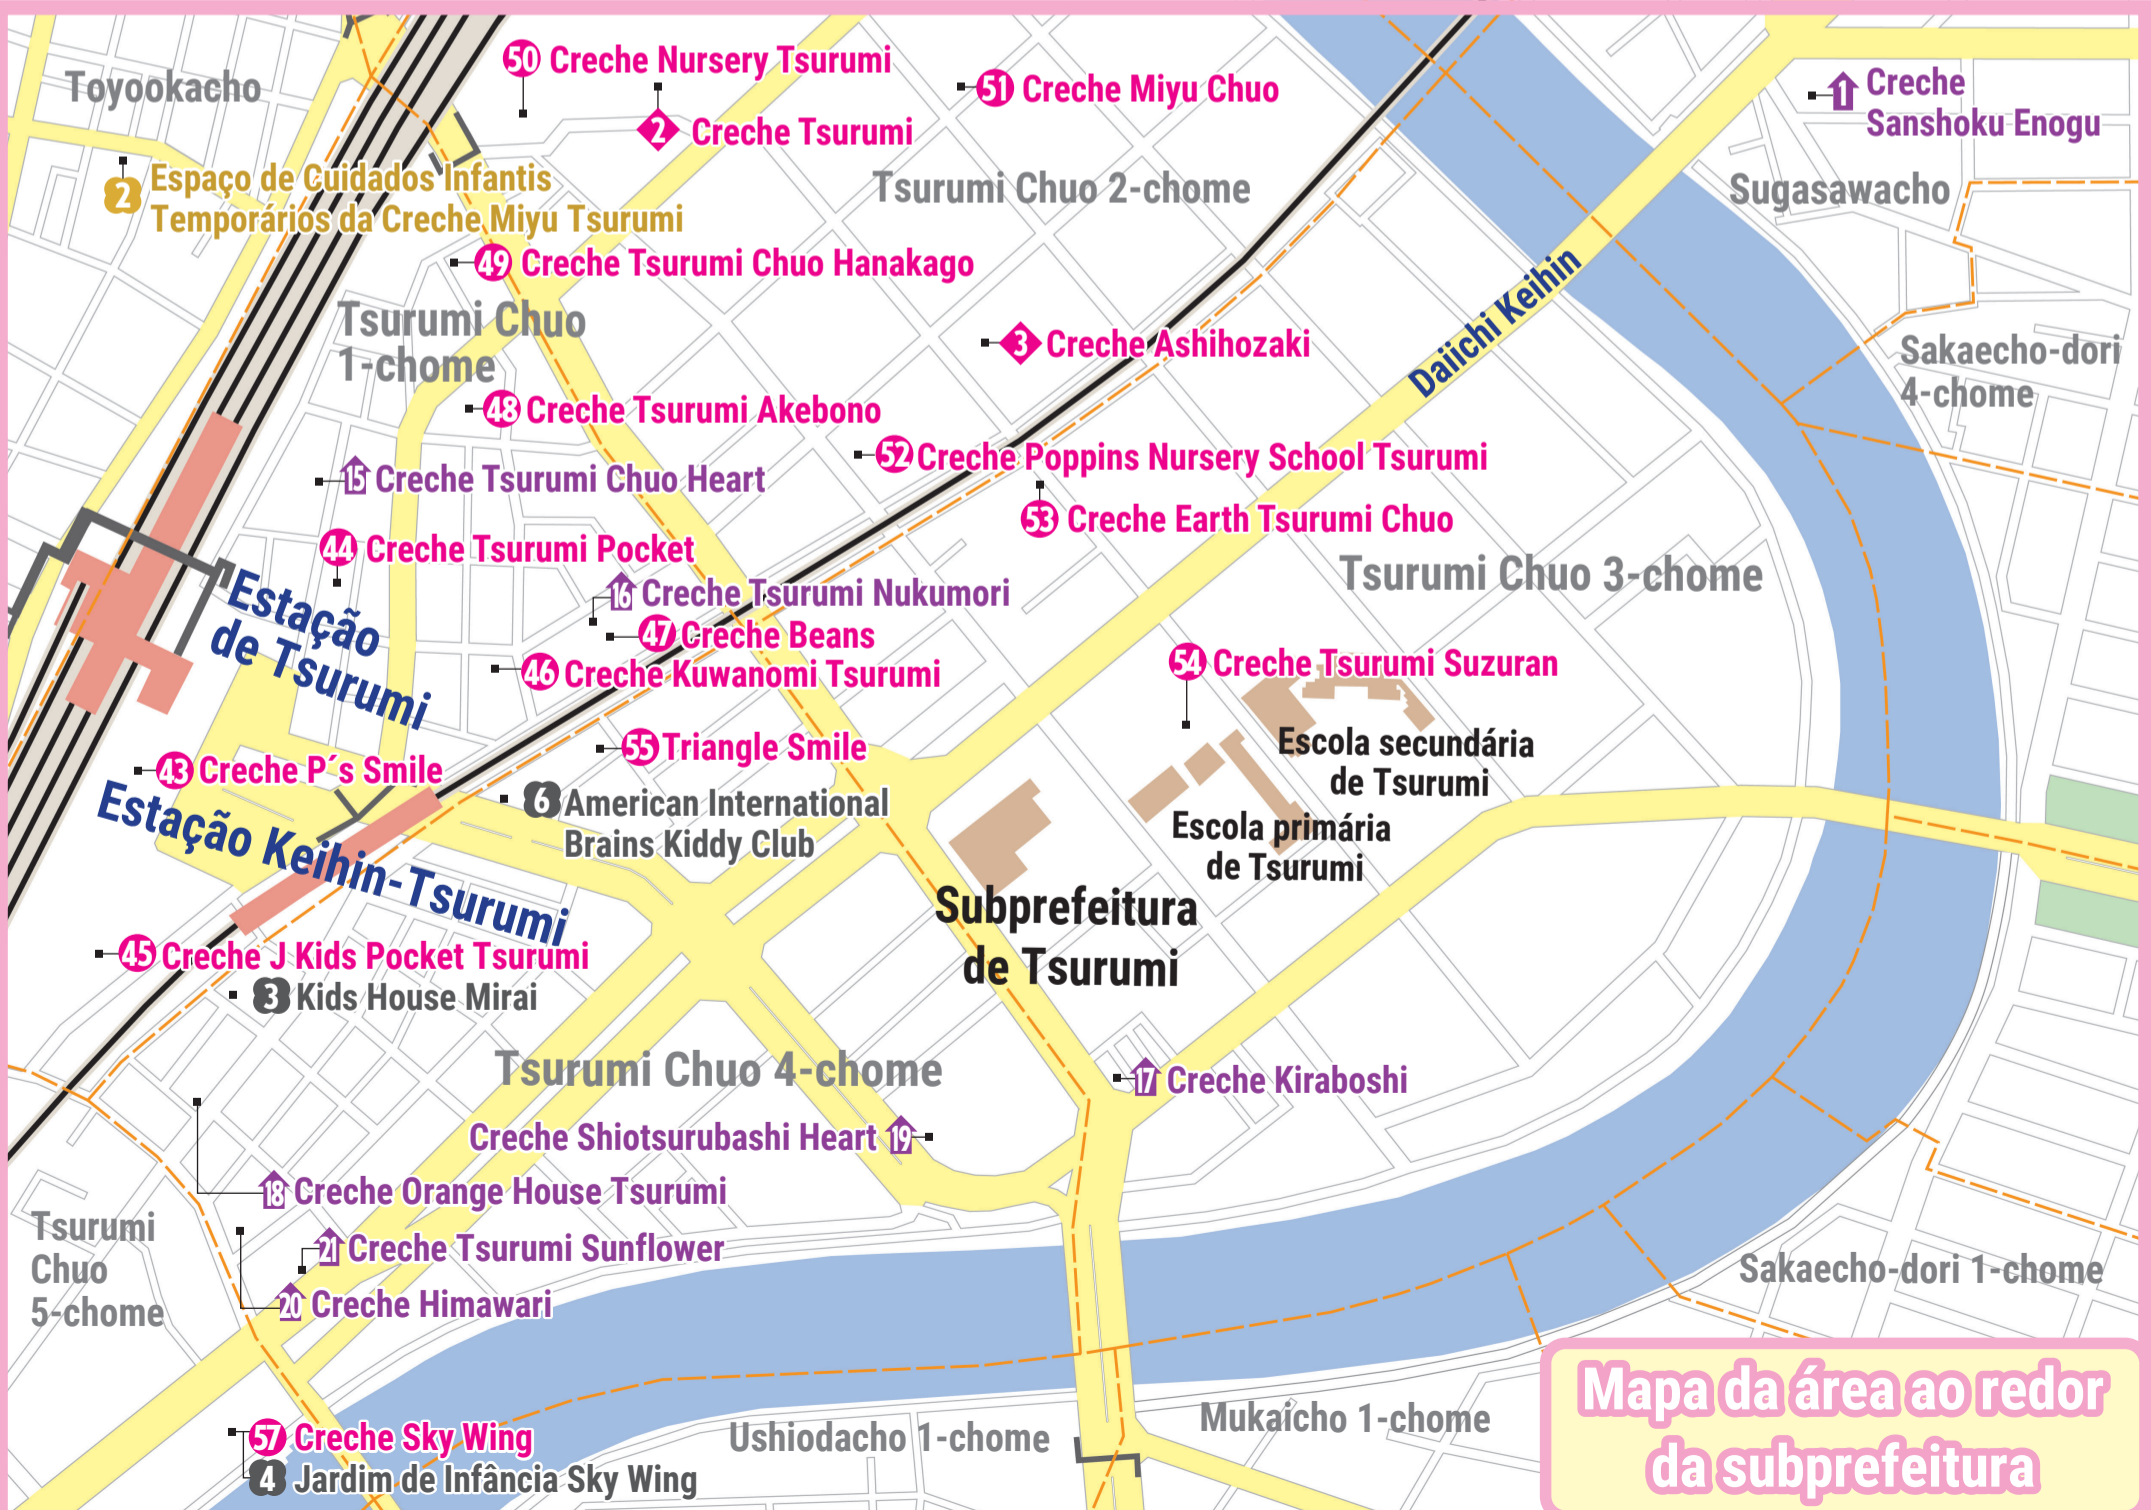 50 Creche Nursery Tsurumi
Toyookacho
51 Creche Miyu Chuo
1 Creche
Sanshoku Enogu
2 Creche Tsurumi
2 Espaço de Cuidados Infantis
Temporários da Creche Miyu Tsurumi
Tsurumi Chuo 2-chome
Sugasawacho
49 Creche Tsurumi Chuo Hanakago
Daiichi Keihin
Tsurumi Chuo
1-chome
3 Creche Ashihozaki
Sakaecho-dori
4-chome
48 Creche Tsurumi Akebono
52 Creche Poppins Nursery School Tsurumi
15 Creche Tsurumi Chuo Heart
53 Creche Earth Tsurumi Chuo
44 Creche Tsurumi Pocket
Tsurumi Chuo 3-chome
Estação
de Tsurumi
16 Creche Tsurumi Nukumori
47 Creche Beans
46 Creche Kuwanomi Tsurumi
54 Creche Tsurumi Suzuran
55 Triangle Smile
Escola secundária
de Tsurumi
43 Creche P´s Smile
6 American International
Brains Kiddy Club
Escola primária
de Tsurumi
Estação Keihin-Tsurumi
Subprefeitura
de Tsurumi
45 Creche J Kids Pocket Tsurumi
3 Kids House Mirai
Tsurumi Chuo 4-chome
17 Creche Kiraboshi
Creche Shiotsurubashi Heart 19
18 Creche Orange House Tsurumi
Tsurumi
Chuo
5-chome
21 Creche Tsurumi Sunflower
Sakaecho-dori 1-chome
20 Creche Himawari
Mapa da área ao redor
da subprefeitura
Mukaicho 1-chome
Ushiodacho 1-chome
57 Creche Sky Wing
4 Jardim de Infância Sky Wing